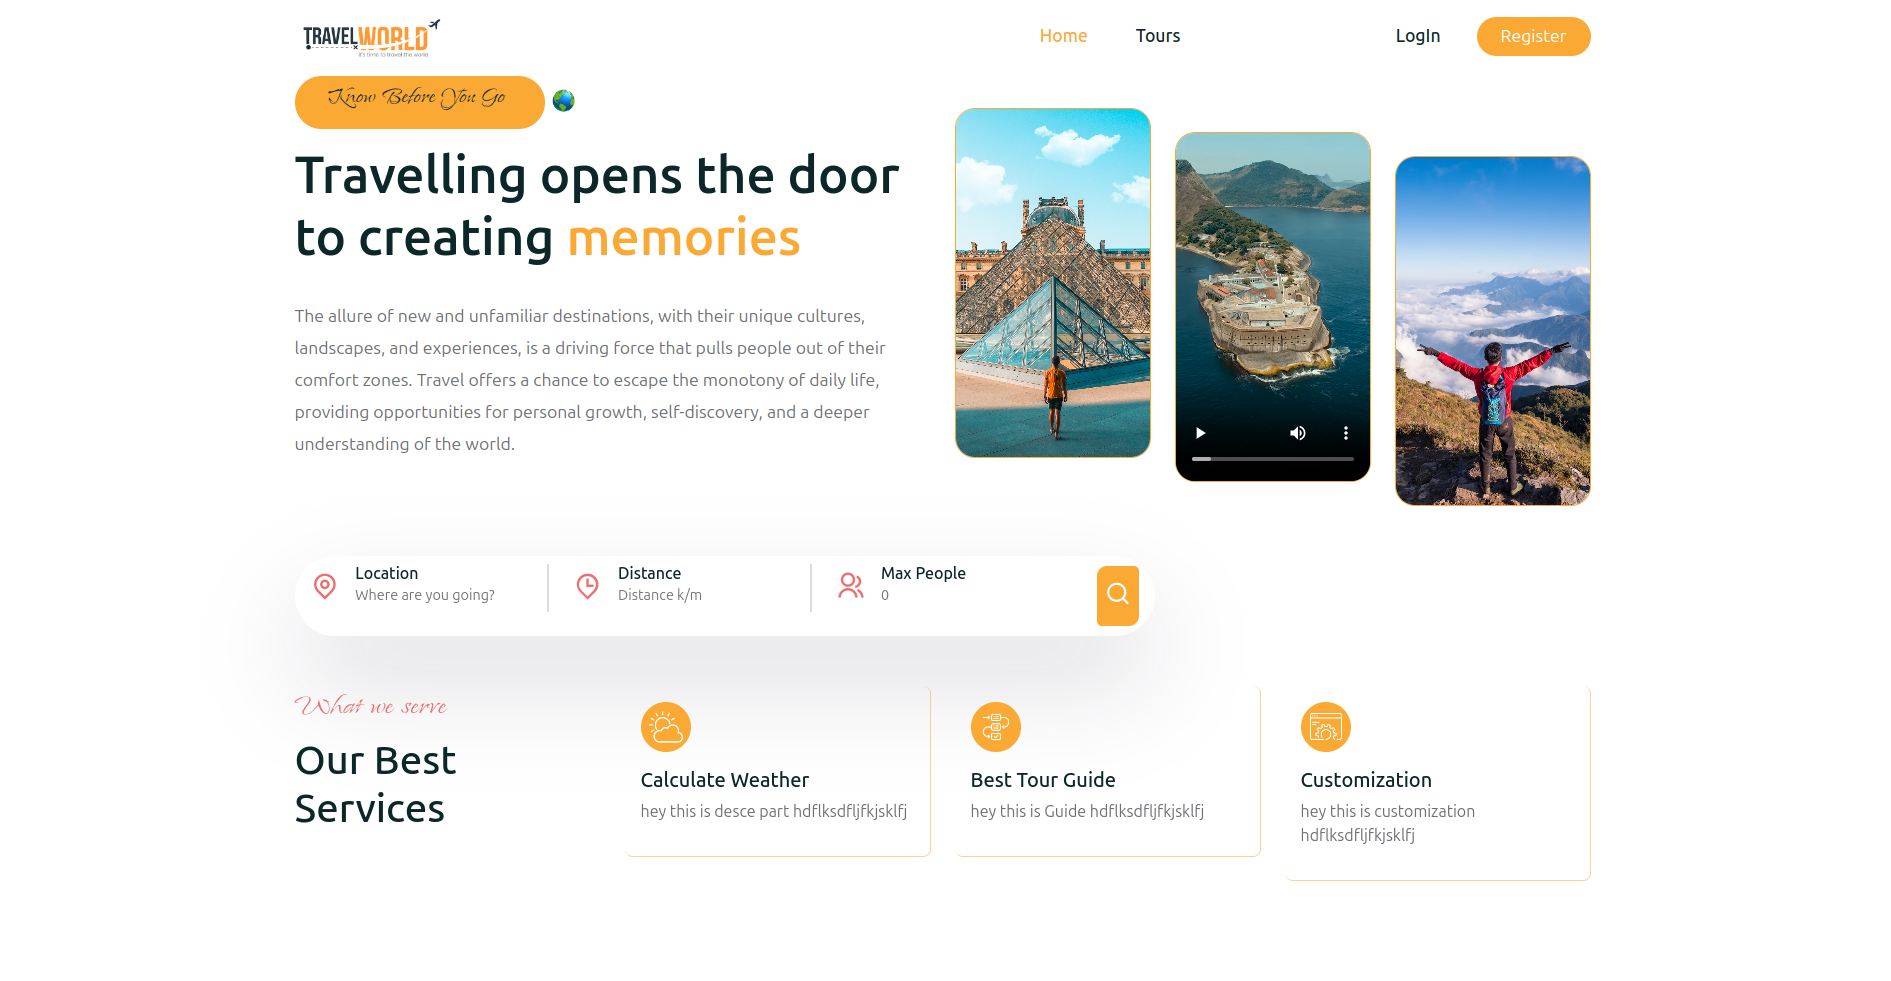 TRAVELWORLD
it's time to travel the world
Home
Tours
LogIn
Register
Know Before You Go
Travelling opens the door
to creating memories
The allure of new and unfamiliar destinations, with their unique cultures,
landscapes, and experiences, is a driving force that pulls people out of their
comfort zones. Travel offers a chance to escape the monotony of daily life,
providing opportunities for personal growth, self-discovery, and a deeper
understanding of the world.
Location
Where are you going?
Distance
Distance k/m
Max People
0
What we serve
Our Best
Services
Calculate Weather
hey this is desce part hdflksdfljfkjsklfj
Best Tour Guide
hey this is Guide hdflksdfljfkjsklfj
Customization
hey this is customization
hdflksdfljfkjsklfj